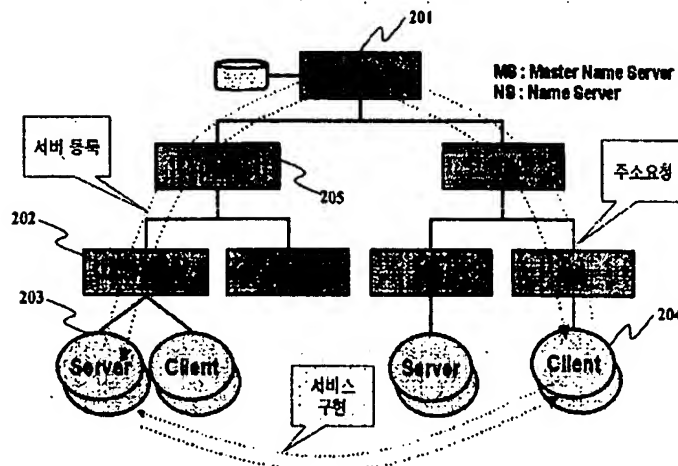 201
MS : Master Name Server
NS : Name Server
서버 등록
205
주소요청
202
203
204
Server
Client
Server
Client
서비스
구현